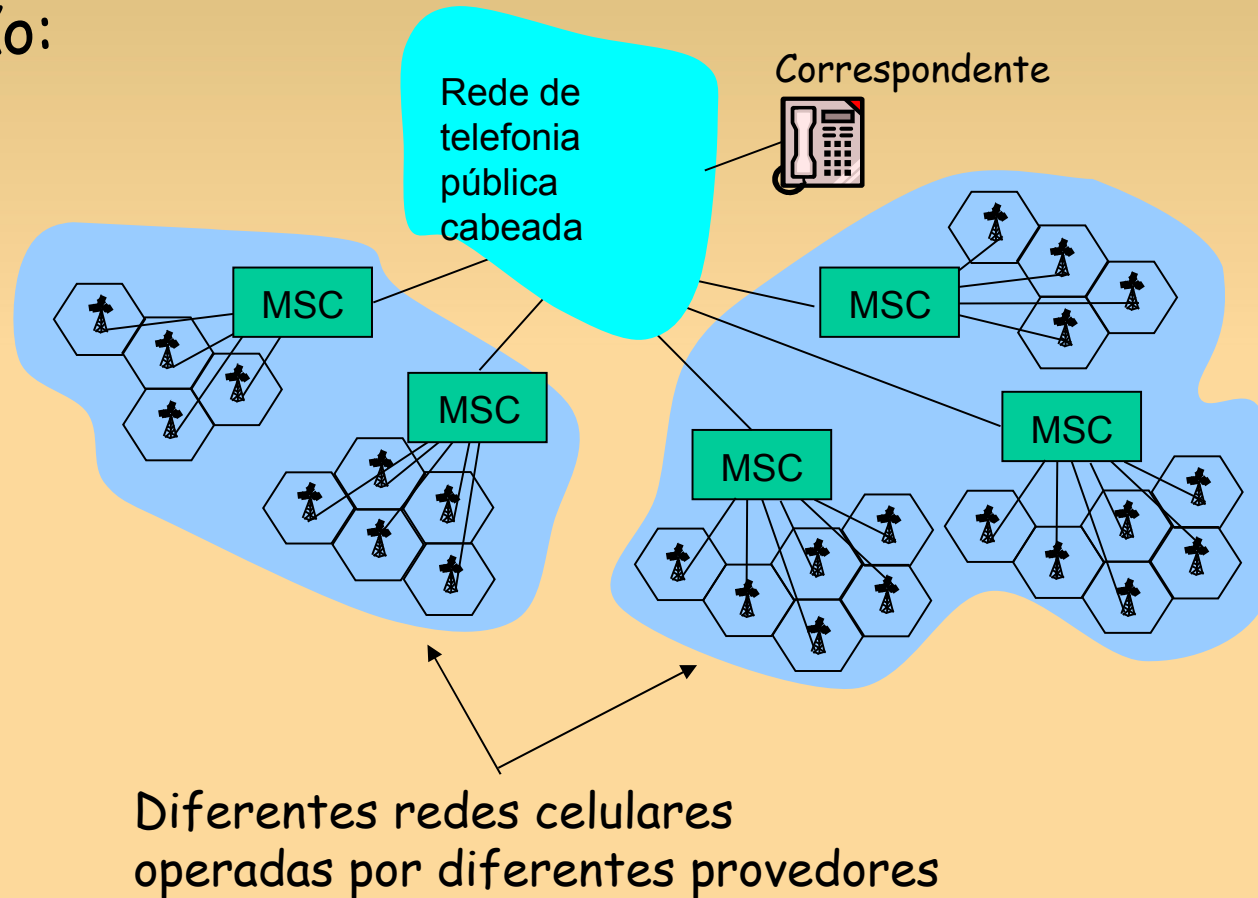 Rede de
telefonia
pública
cabeada
Correspondente
MSC
MSC
MSC
MSC
MSC
Diferentes redes celulares
operadas por diferentes provedores